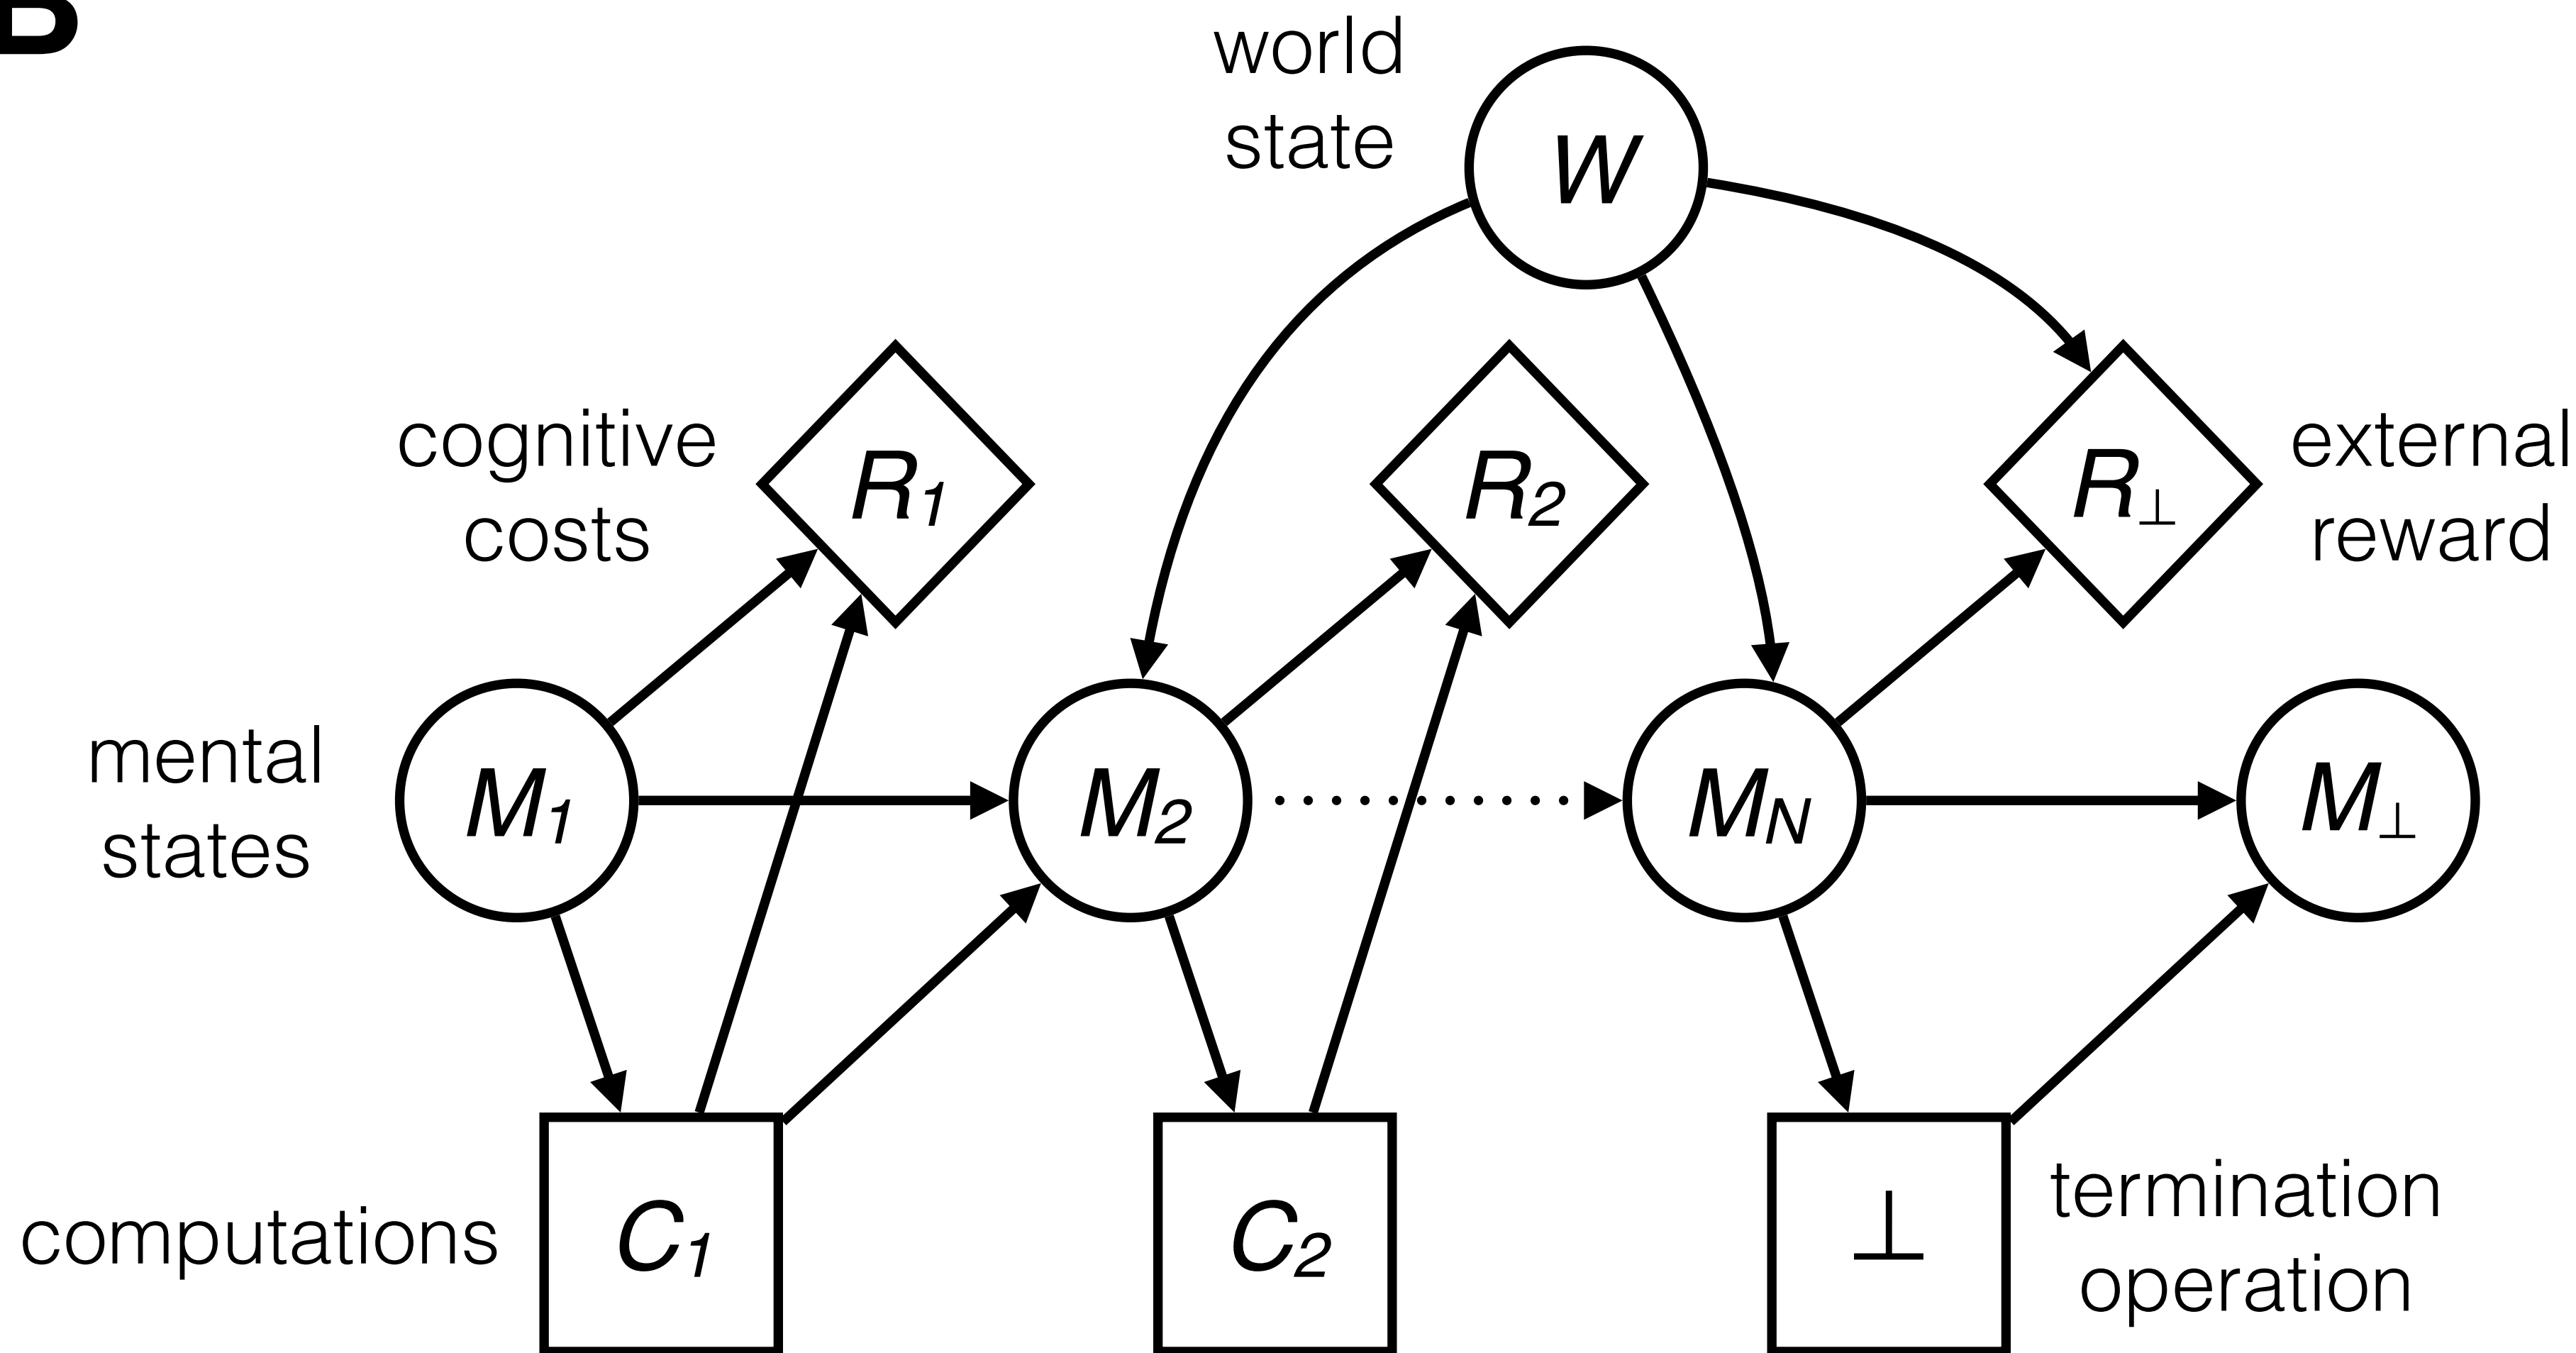 B
world
state
W
cognitive
costs
R1
R2
R⊥
external
reward
mental
states
M1
M2
MN
M⊥
computations
C1
C2
⊥
termination
operation